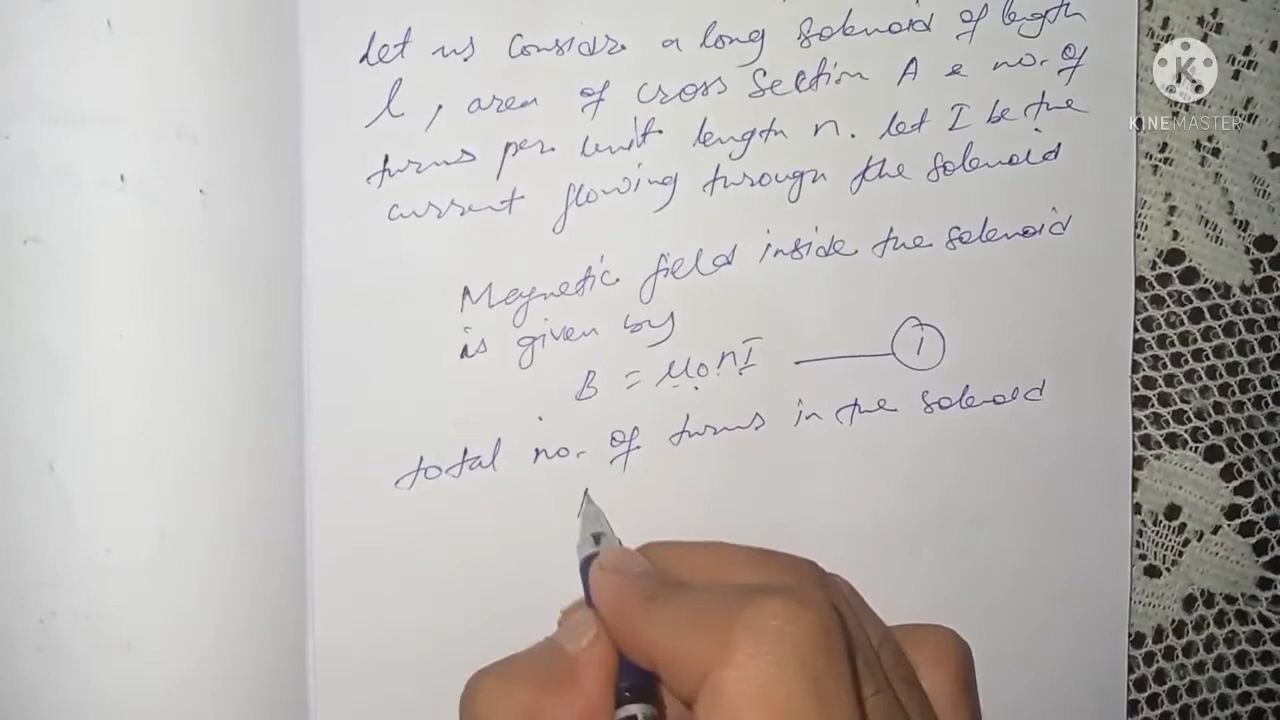 Let us Consider a long Solenoid of length
l, area of cross Section A & no. of
turns per unit length n. Let I be the
current flowing through the solenoid
Magnetic field inside the solenoid
is given by
B = μ₀nI — (i)
total no. of turns in the solenoid
K
KINEMASTER